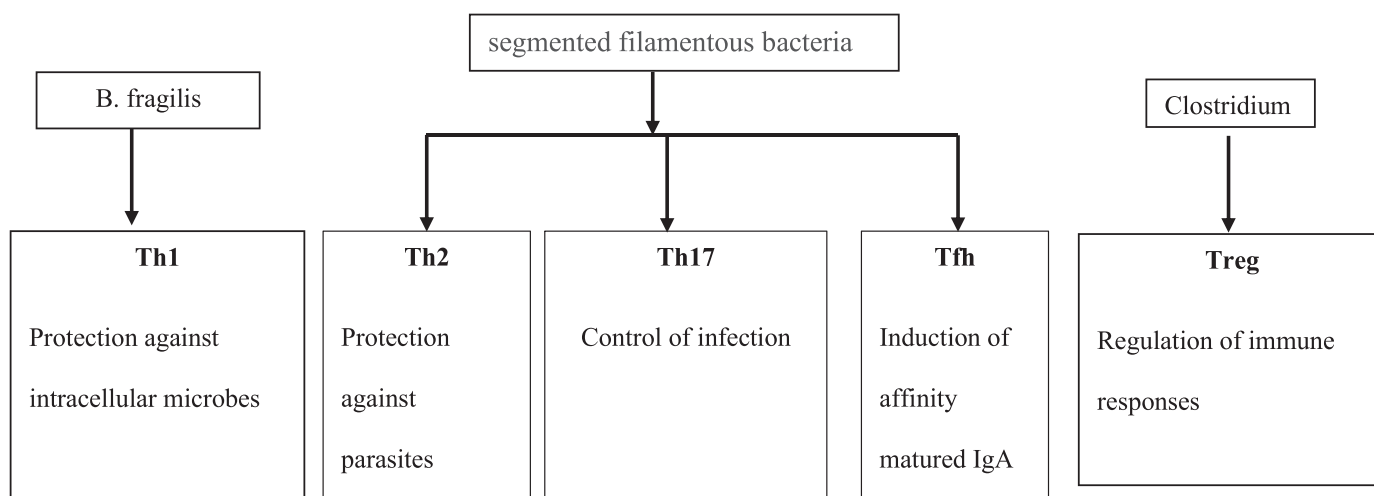 segmented filamentous bacteria
B. fragilis
Clostridium
Th1
Protection against
intracellular microbes
Th2
Protection
against
parasites
Th17
Control of infection
Tfh
Induction of
affinity
matured IgA
Treg
Regulation of immune
responses